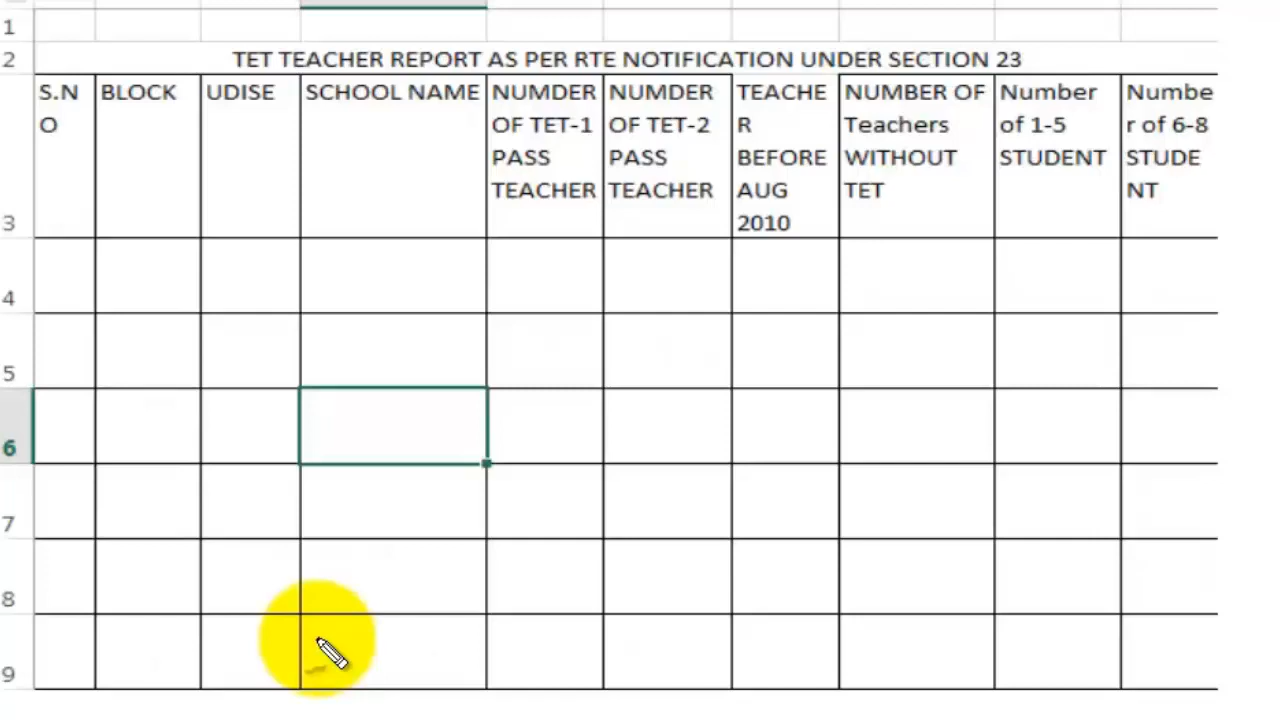 1
2
TET TEACHER REPORT AS PER RTE NOTIFICATION UNDER SECTION 23
S.N
O
BLOCK
UDISE
SCHOOL NAME
NUMDER
OF TET-1
PASS
TEACHER
NUMDER
OF TET-2
PASS
TEACHER
TEACHE
R
BEFORE
AUG
2010
NUMBER OF
Teachers
WITHOUT
TET
Number
of 1-5
STUDENT
Numbe
r of 6-8
STUDE
NT
3
4
5
6
7
8
9